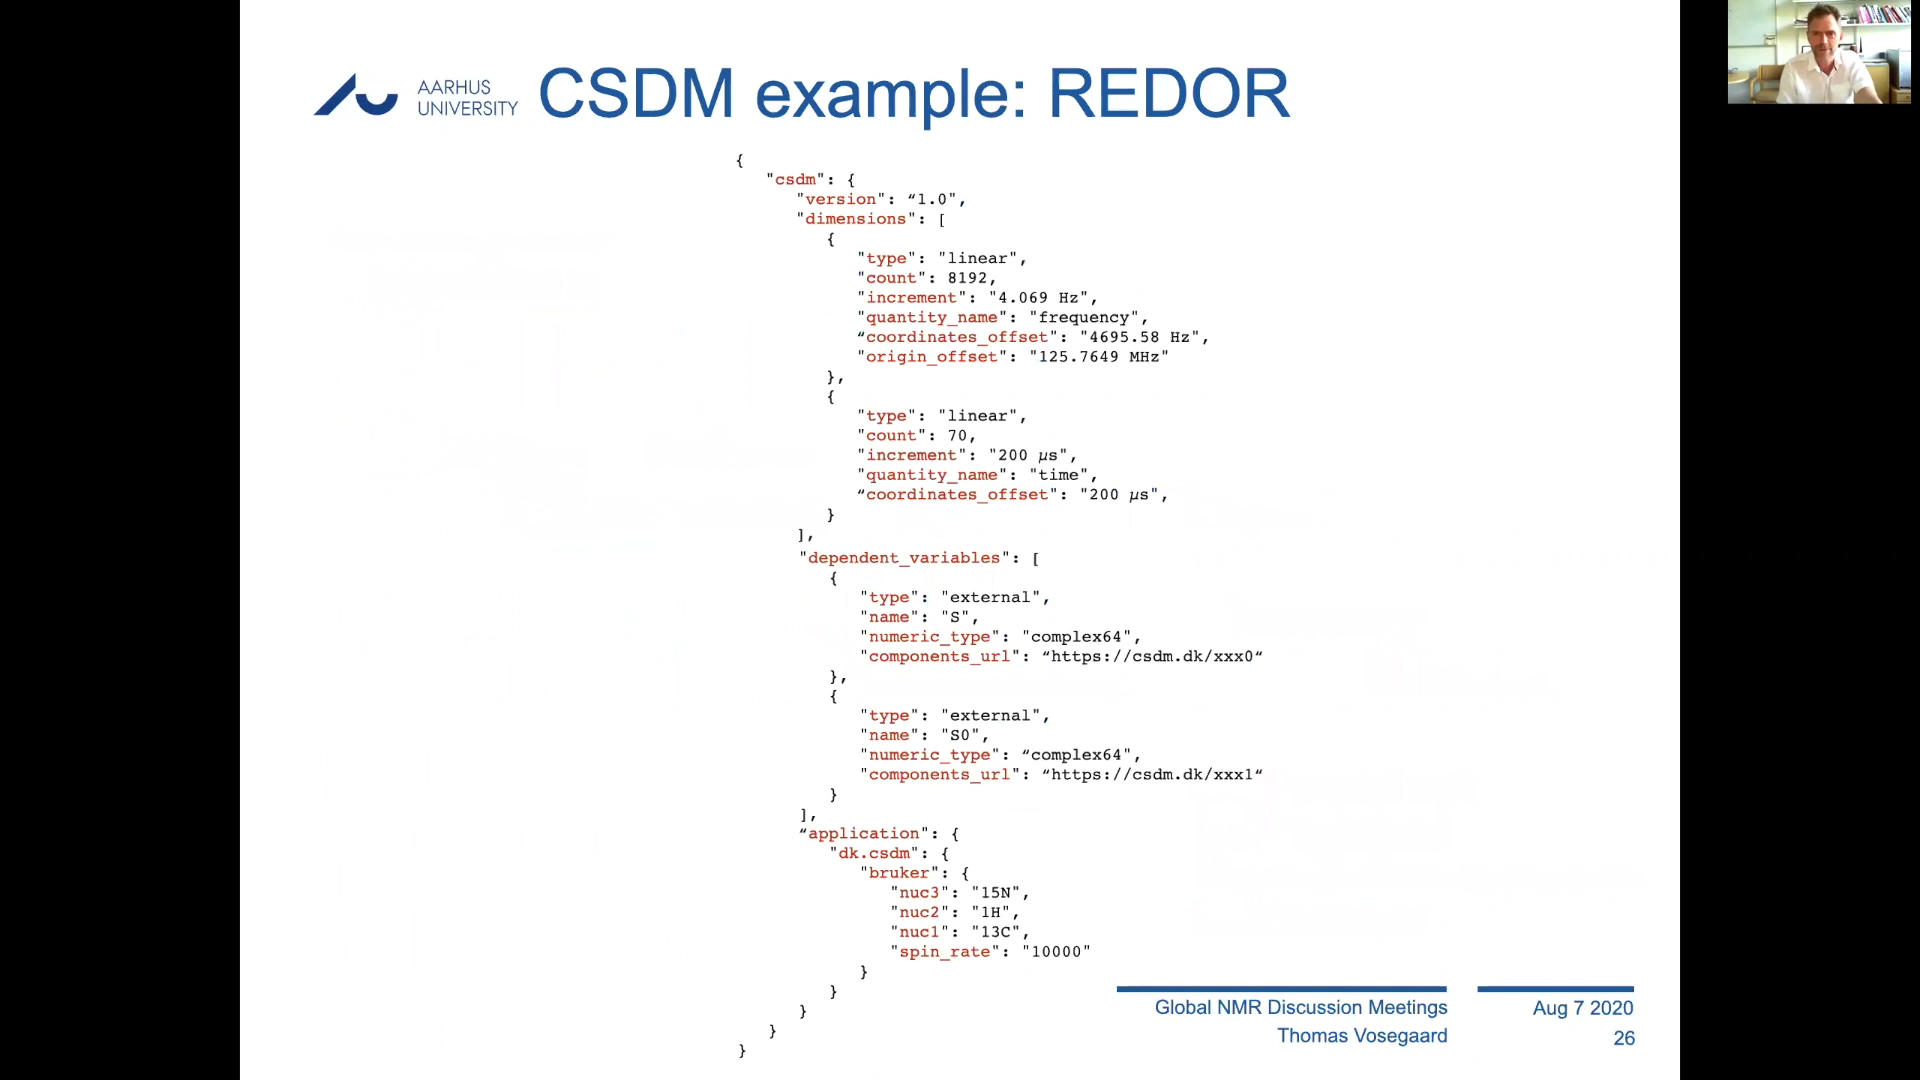 AARHUS
UNIVERSITY
CSDM example: REDOR
{
"csdm": {
"version": “1.0",
"dimensions": [
{
"type": "linear",
"count": 8192,
"increment": "4.069 Hz",
"quantity_name": "frequency",
“coordinates_offset": "4695.58 Hz",
"origin_offset": "125.7649 MHz"
},
{
"type": "linear",
"count": 70,
"increment": "200 µs",
"quantity_name": "time",
“coordinates_offset": "200 µs",
}
],
"dependent_variables": [
{
"type": "external",
"name": "S",
"numeric_type": "complex64",
"components_url": “https://csdm.dk/xxx0“
},
{
"type": "external",
"name": "S0",
"numeric_type": “complex64",
"components_url": “https://csdm.dk/xxx1“
}
],
“application": {
"dk.csdm": {
"bruker": {
"nuc3": "15N",
"nuc2": "1H",
"nuc1": "13C",
"spin_rate": "10000"
}
}
}
}
}
Global NMR Discussion Meetings
Thomas Vosegaard
Aug 7 2020
26